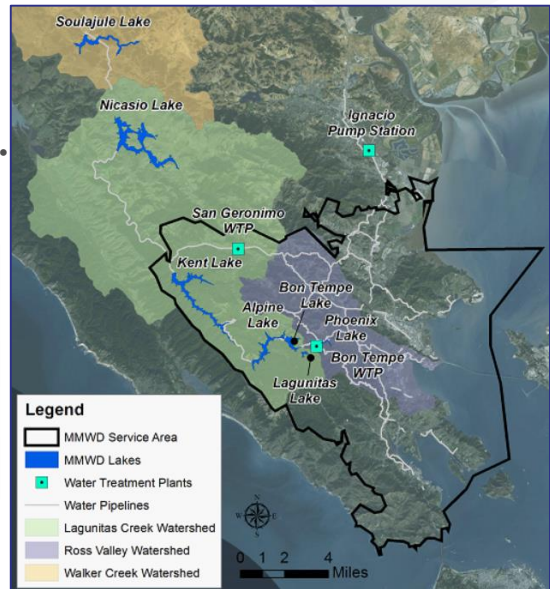 Soulajule Lake
Nicasio Lake
Ignacio
Pump Station
San Geronimo
WTP
Kent Lake
Bon Tempe
Lake
Alpine
Lake
Phoenix
Lake
Bon Tempe
WTP
Lagunitas
Lake
Legend
MMWD Service Area
MMWD Lakes
Water Treatment Plants
Water Pipelines
Lagunitas Creek Watershed
Ross Valley Watershed
Walker Creek Watershed
N
W
E
S
0 1 2 4
Miles